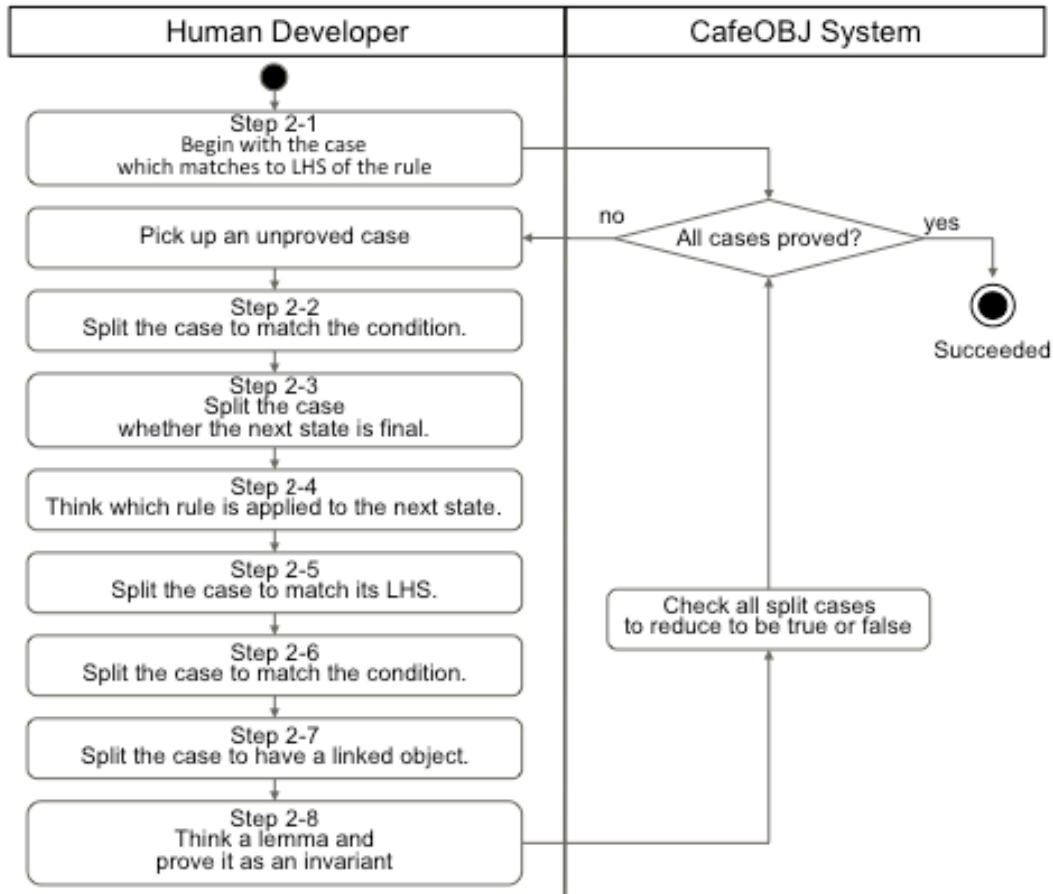 Human Developer
CafeOBJ System
Step 2-1
Begin with the case
which matches to LHS of the rule
no
All cases proved?
yes
Pick up an unproved case
Succeeded
Step 2-2
Split the case to match the condition.
Step 2-3
Split the case
whether the next state is final.
Step 2-4
Think which rule is applied to the next state.
Step 2-5
Split the case to match its LHS.
Check all split cases
to reduce to be true or false
Step 2-6
Split the case to match the condition.
Step 2-7
Split the case to have a linked object.
Step 2-8
Think a lemma and
prove it as an invariant